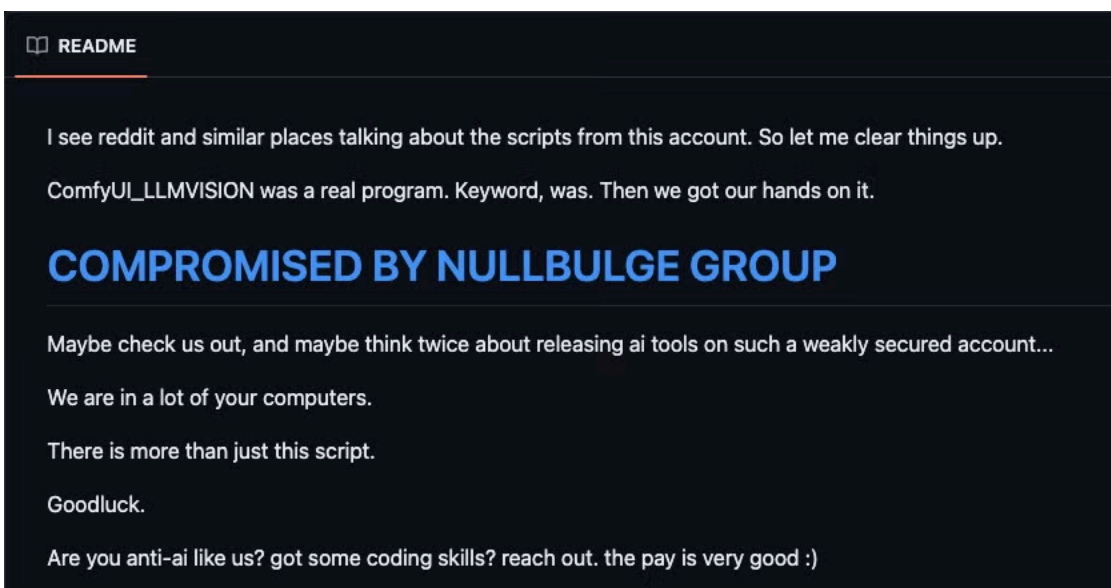 README
I see reddit and similar places talking about the scripts from this account. So let me clear things up.
ComfyUI_LLMVISION was a real program. Keyword, was. Then we got our hands on it.
COMPROMISED BY NULLBULGE GROUP
Maybe check us out, and maybe think twice about releasing ai tools on such a weakly secured account...
We are in a lot of your computers.
There is more than just this script.
Goodluck.
Are you anti-ai like us? got some coding skills? reach out. the pay is very good :)